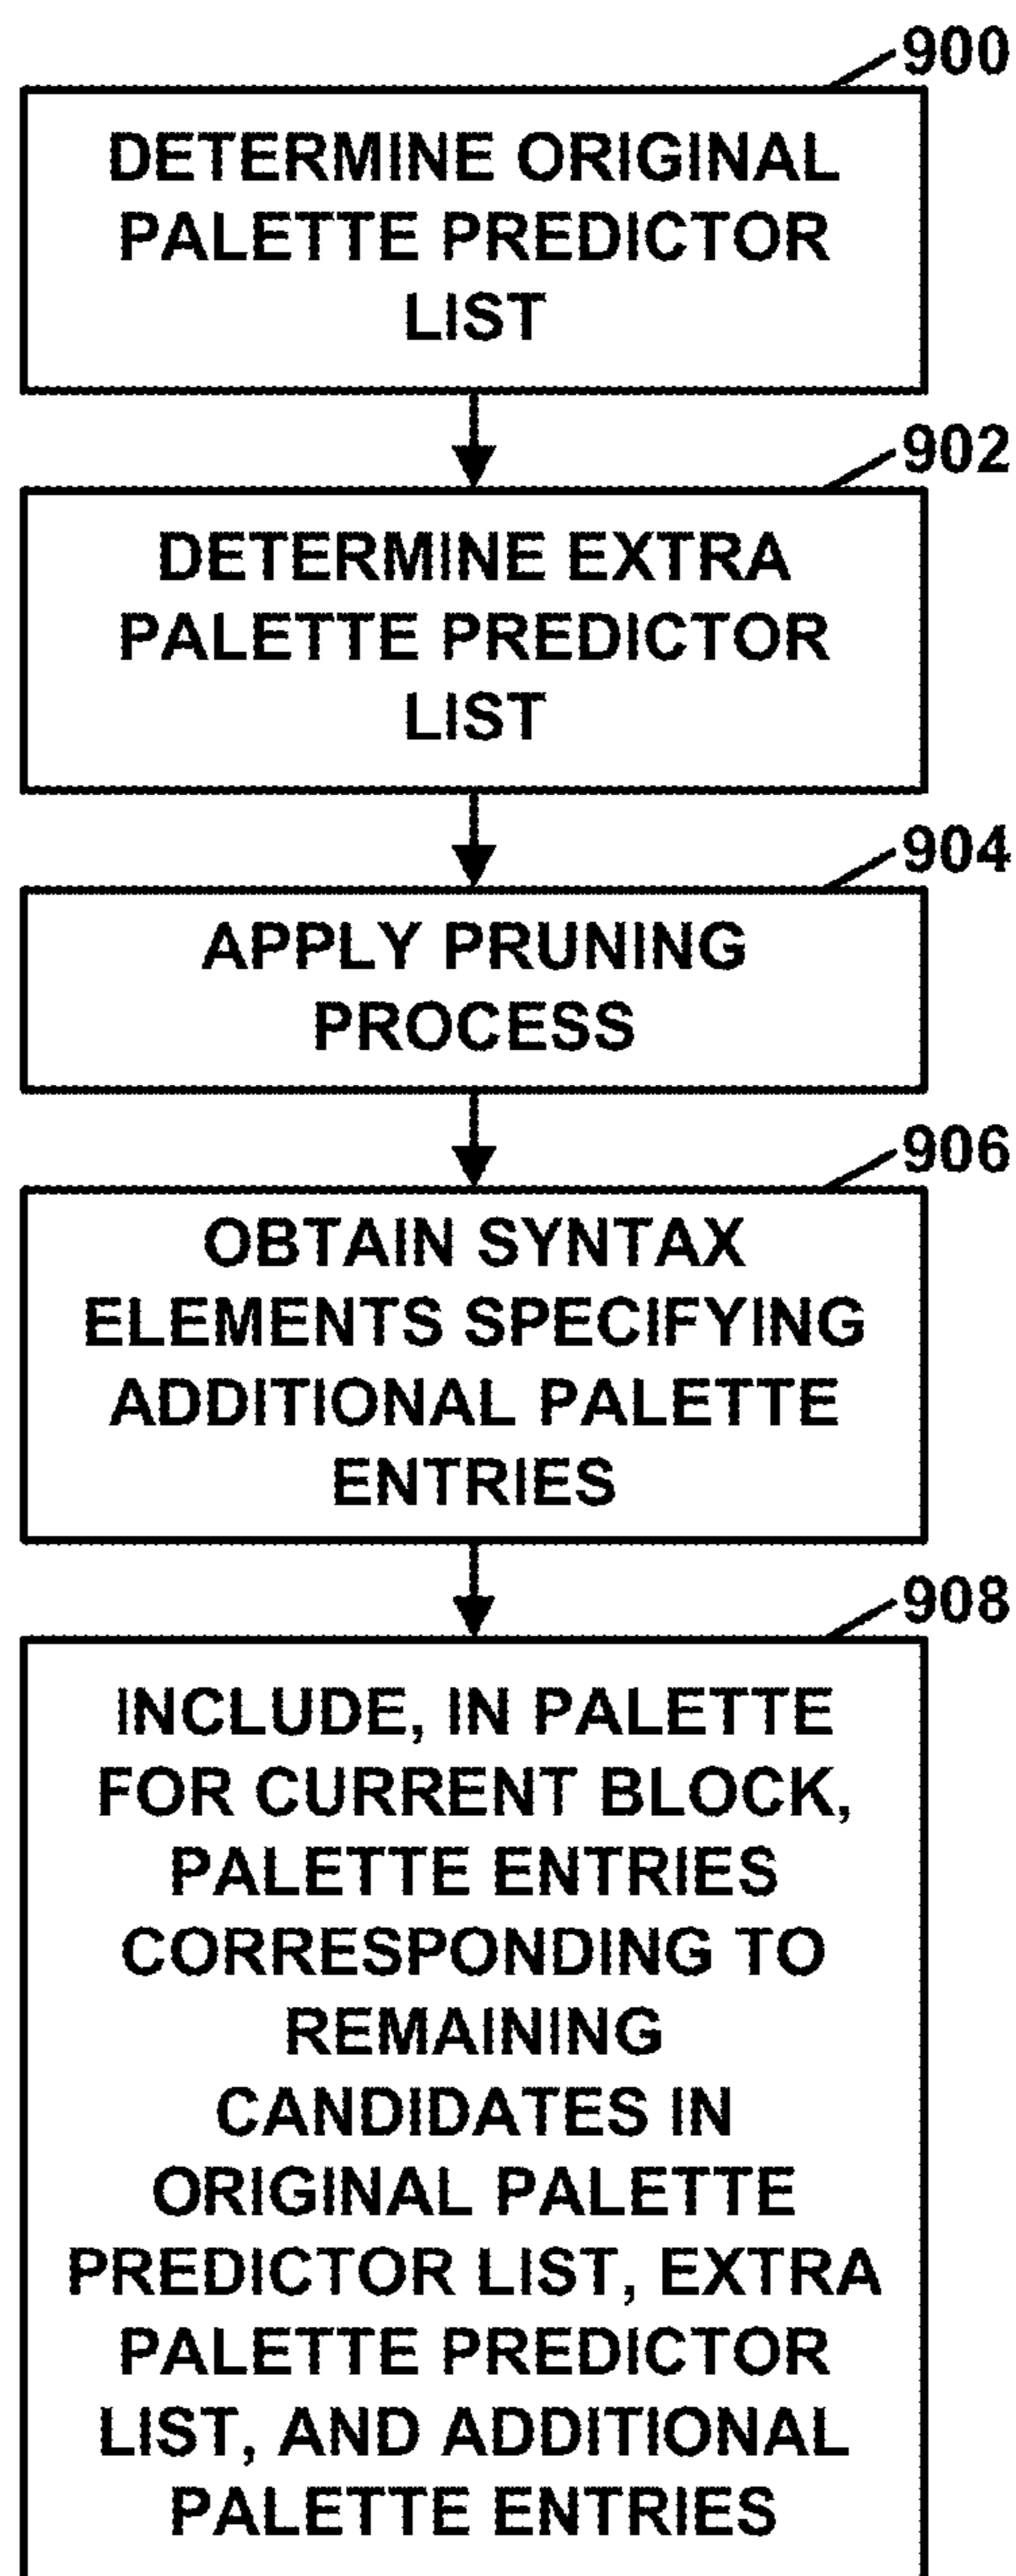 900
DETERMINE ORIGINAL
PALETTE PREDICTOR
LIST
902
DETERMINE EXTRA
PALETTE PREDICTOR
LIST
904
APPLY PRUNING
PROCESS
906
OBTAIN SYNTAX
ELEMENTS SPECIFYING
ADDITIONAL PALETTE
ENTRIES
908
INCLUDE, IN PALETTE
FOR CURRENT BLOCK,
PALETTE ENTRIES
CORRESPONDING TO
REMAINING
CANDIDATES IN
ORIGINAL PALETTE
PREDICTOR LIST, EXTRA
PALETTE PREDICTOR
LIST, AND ADDITIONAL
PALETTE ENTRIES